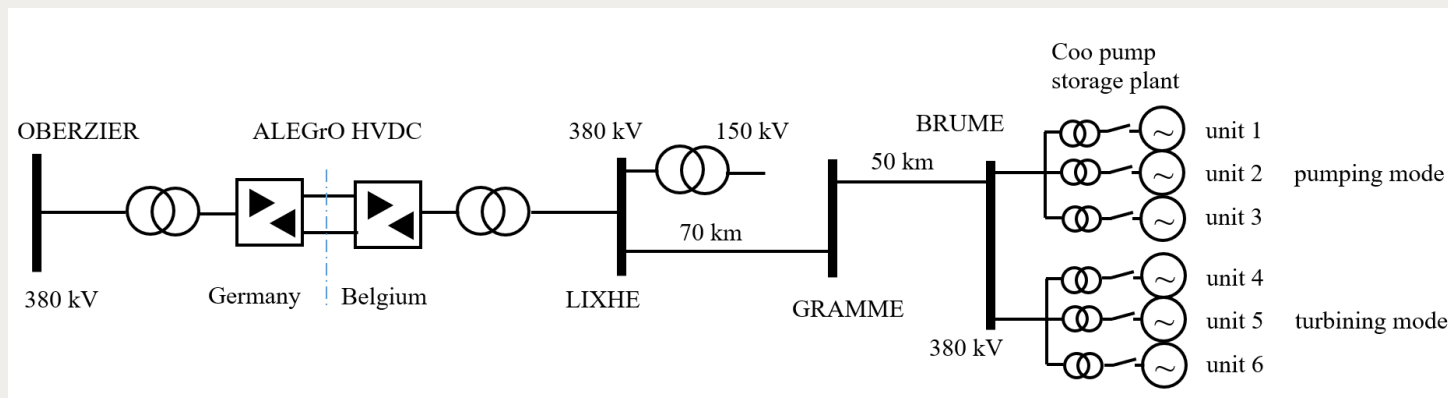 Coo pump
storage plant
OBERZIER
ALEGrO HVDC
380 kV
150 kV
BRUME
unit 1
50 km
unit 2
pumping mode
unit 3
70 km
unit 4
380 kV
Germany
Belgium
LIXHE
GRAMME
unit 5
turbining mode
380 kV
unit 6